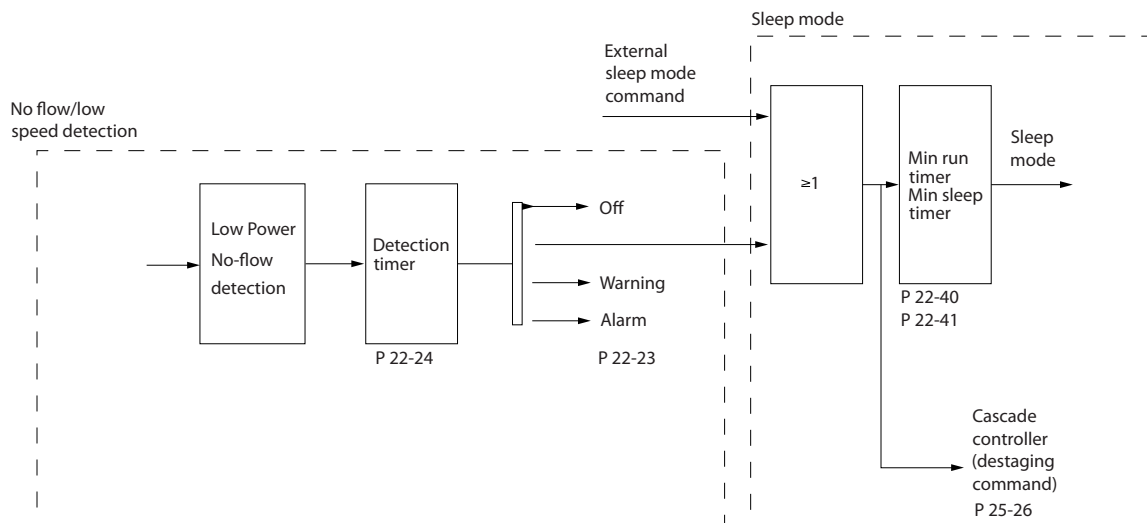 Sleep mode
External
sleep mode
command
No flow/low
speed detection
Low Power
No-flow
detection
Detection
timer
P 22-24
Off
Warning
Alarm
P 22-23
≥1
Min run
timer
Min sleep
timer
P 22-40
P 22-41
Sleep
mode
Cascade
controller
(destaging
command)
P 25-26